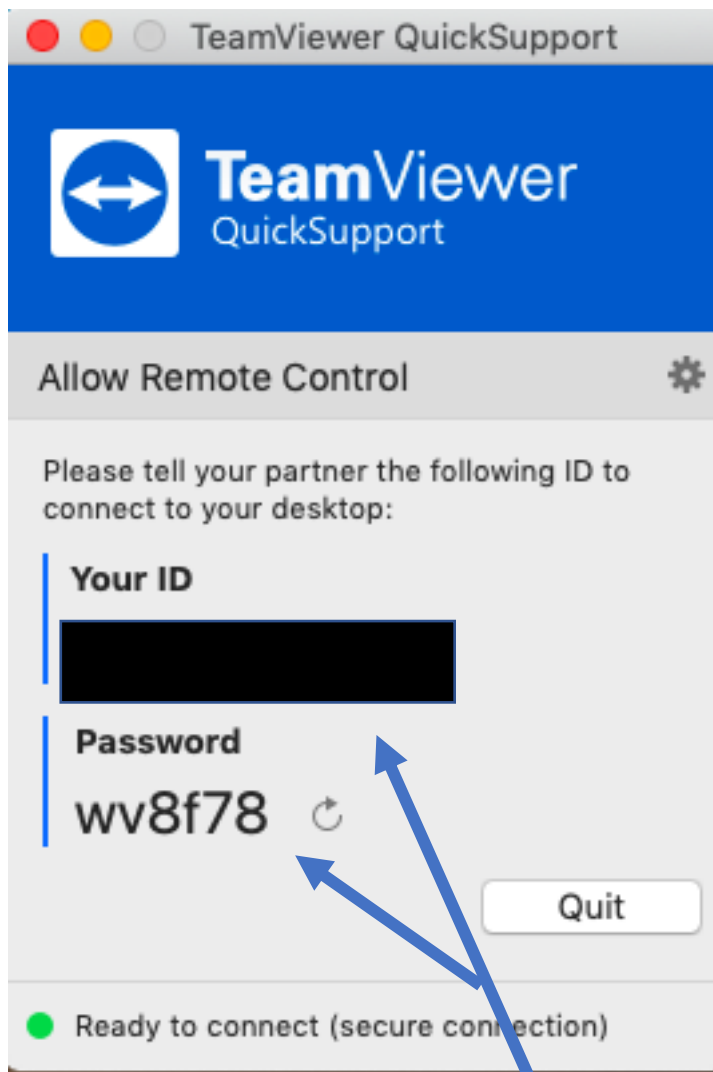 TeamViewer QuickSupport
TeamViewer
QuickSupport
Allow Remote Control
Please tell your partner the following ID to
connect to your desktop:
Your ID
Password
wv8f78
Quit
Ready to connect (secure connection)